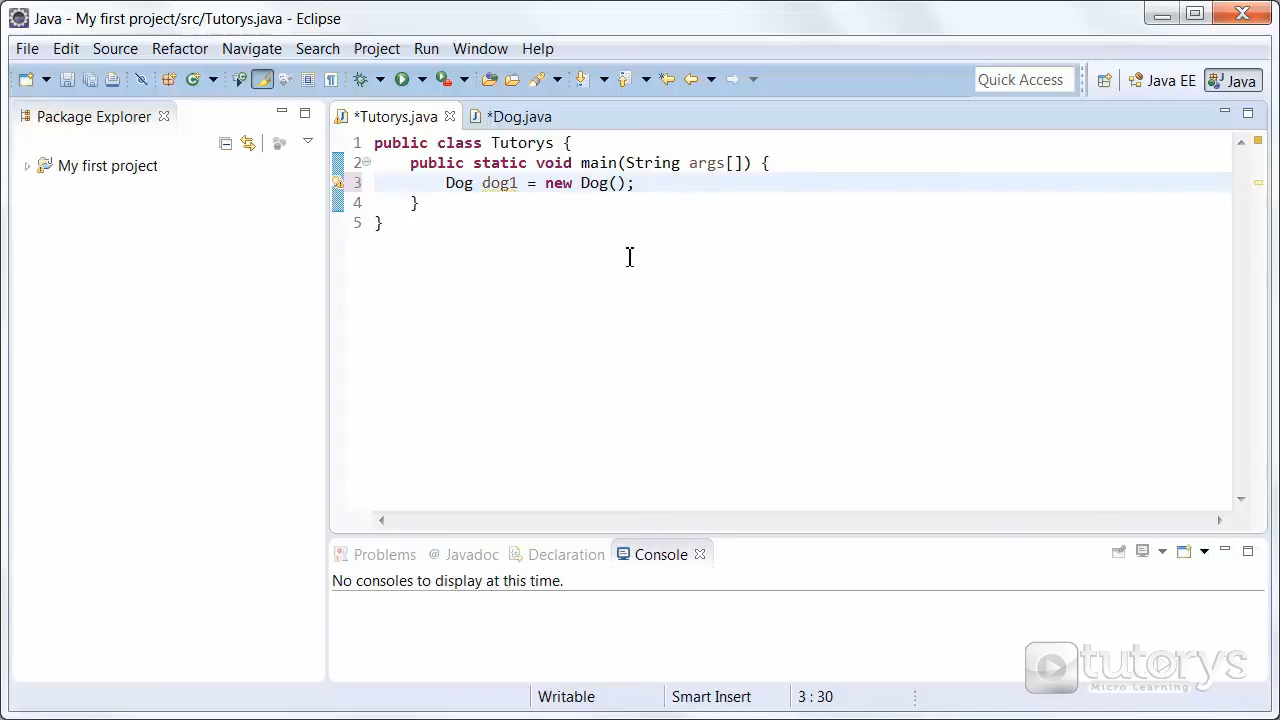 Java - My first project/src/Tutorys.java - Eclipse
File Edit Source Refactor Navigate Search Project Run Window Help
Quick Access Java EE Java
Package Explorer
*Tutorys.java *Dog.java
My first project
1 public class Tutorys {
2 public static void main(String args[]) {
3 Dog dog1 = new Dog();
4 }
5 }
Problems @ Javadoc Declaration Console
No consoles to display at this time.
tutorys
Micro Learning
Writable Smart Insert 3 : 30